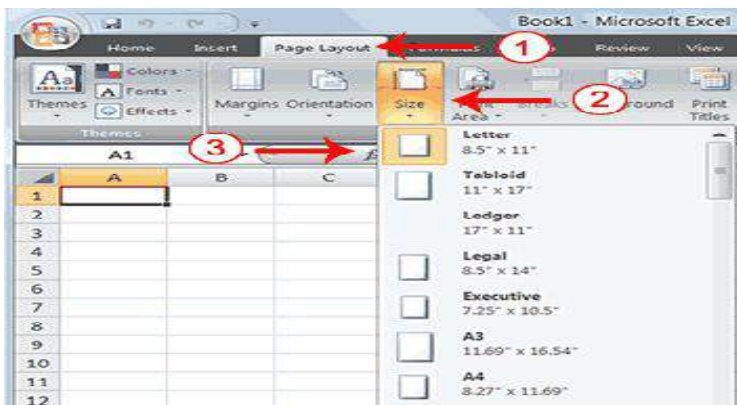 Book1 - Microsoft Excel
Home Insert Page Layout Review View
1
Colors
Fonts
Effects
Themes Margins Orientation Size Print Titles
Area
2
Themes
3
A1
A B C
1
2
3
4
5
6
7
8
9
10
11
12
Letter
8.5" x 11"
Tabloid
11" x 17"
Ledger
17" x 11"
Legal
8.5" x 14"
Executive
7.25" x 10.5"
A3
11.69" x 16.54"
A4
8.27" x 11.69"